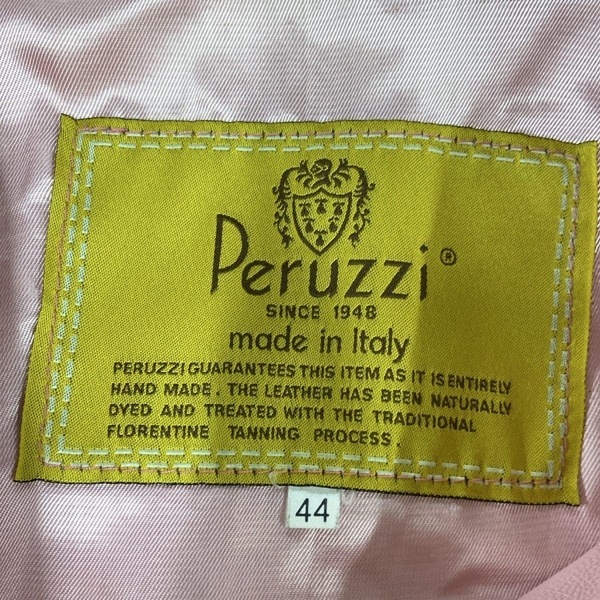 Peruzzi®
SINCE 1948
made in Italy
PERUZZI GUARANTEES THIS ITEM AS IT IS ENTIRELY
HAND MADE. THE LEATHER HAS BEEN NATURALLY
DYED AND TREATED WITH THE TRADITIONAL
FLORENTINE TANNING PROCESS.
44